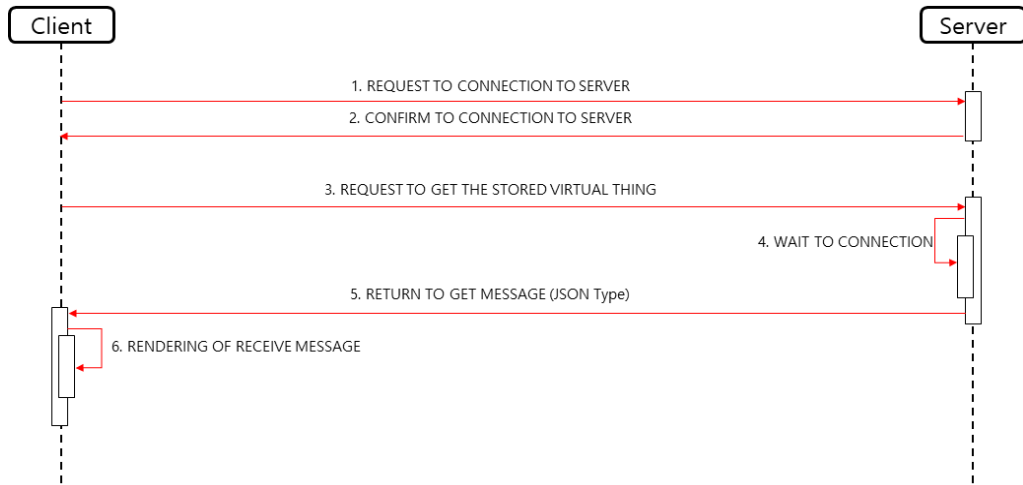 Client
Server
1. REQUEST TO CONNECTION TO SERVER
2. CONFIRM TO CONNECTION TO SERVER
3. REQUEST TO GET THE STORED VIRTUAL THING
4. WAIT TO CONNECTION
5. RETURN TO GET MESSAGE (JSON Type)
6. RENDERING OF RECEIVE MESSAGE